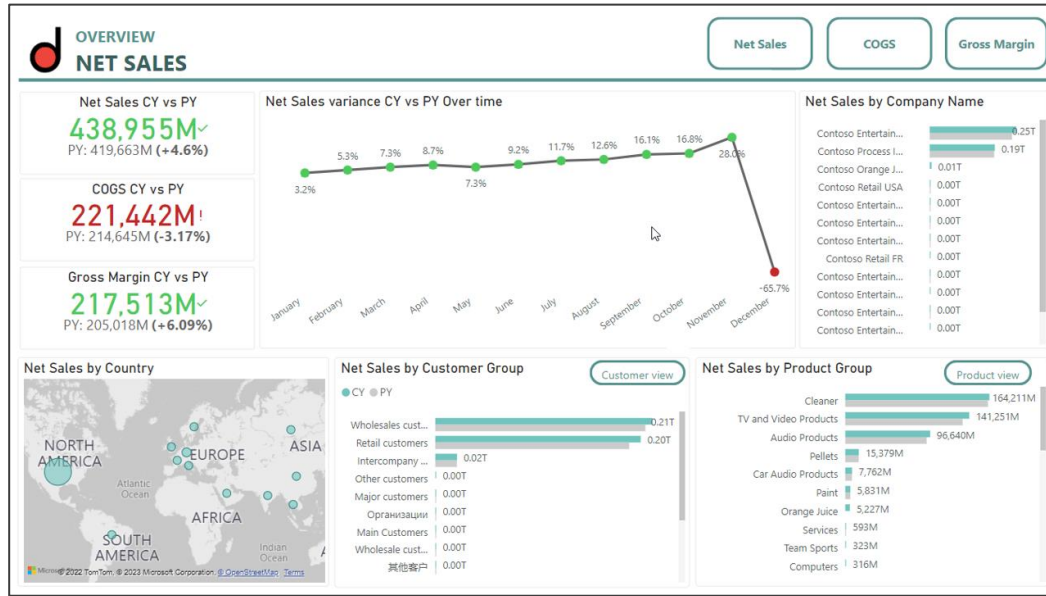 OVERVIEW
NET SALES
Net Sales
COGS
Gross Margin
Net Sales CY vs PY
438,955M
PY: 419,663M (+4.6%)
COGS CY vs PY
221,442M!
PY: 214,645M (-3.17%)
Gross Margin CY vs PY
217,513M
PY: 205,018M (+6.09%)
Net Sales variance CY vs PY Over time
3.2%
5.3%
7.3%
8.7%
7.3%
9.2%
11.7%
12.6%
16.1%
16.8%
28.0%
-65.7%
January
February
March
April
May
June
July
August
September
October
November
December
Net Sales by Company Name
Contoso Entertain... 0.25T
Contoso Process I... 0.19T
Contoso Orange J... 0.01T
Contoso Retail USA 0.00T
Contoso Entertain... 0.00T
Contoso Entertain... 0.00T
Contoso Entertain... 0.00T
Contoso Retail FR 0.00T
Contoso Entertain... 0.00T
Contoso Entertain... 0.00T
Contoso Entertain... 0.00T
Contoso Entertain... 0.00T
Net Sales by Country
NORTH
AMERICA
EUROPE
ASIA
Atlantic
Ocean
AFRICA
SOUTH
AMERICA
Indian
Ocean
© 2022 TomTom, © 2023 Microsoft Corporation, © OpenStreetMap Terms
Net Sales by Customer Group
Customer view
CY PY
Wholesales cust... 0.21T
Retail customers 0.20T
Intercompany ... 0.02T
Other customers 0.00T
Major customers 0.00T
Организации 0.00T
Main Customers 0.00T
Wholesale cust... 0.00T
其他客户 0.00T
Net Sales by Product Group
Product view
Cleaner 164,211M
TV and Video Products 141,251M
Audio Products 96,640M
Pellets 15,379M
Car Audio Products 7,762M
Paint 5,831M
Orange Juice 5,227M
Services 593M
Team Sports 323M
Computers 316M